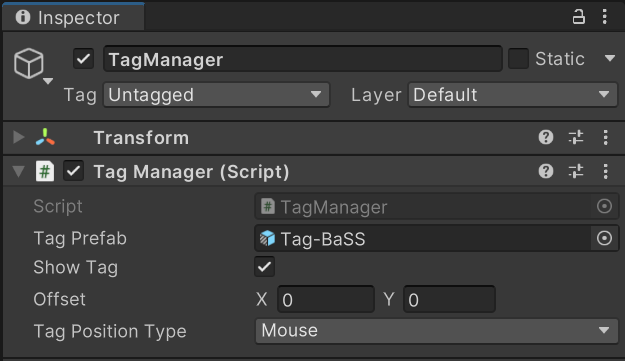 Inspector
TagManager
Static
Tag Untagged Layer Default
Transform
Tag Manager (Script)
Script TagManager
Tag Prefab Tag-BaSS
Show Tag
Offset X 0 Y 0
Tag Position Type Mouse